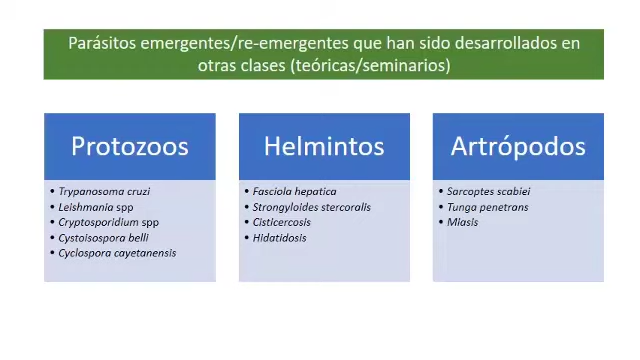 Parásitos emergentes/re-emergentes que han sido desarrollados en
otras clases (teóricas/seminarios)
Protozoos
• Trypanosoma cruzi
• Leishmania spp
• Cryptosporidium spp
• Cystoisospora belli
• Cyclospora cayetanensis
Helmintos
• Fasciola hepatica
• Strongyloides stercoralis
• Cisticercosis
• Hidatidosis
Artrópodos
• Sarcoptes scabiei
• Tunga penetrans
• Miasis